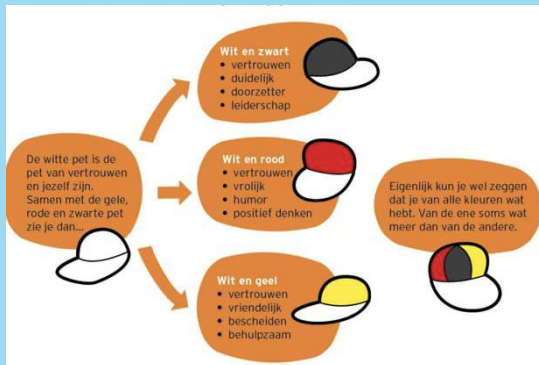 De witte pet is de
pet van vertrouwen
en jezelf zijn.
Samen met de gele,
rode en zwarte pet
zie je dan...
Wit en zwart
• vertrouwen
• duidelijk
• doorzetter
• leiderschap
Wit en rood
• vertrouwen
• vrolijk
• humor
• positief denken
Wit en geel
• vertrouwen
• vriendelijk
• bescheiden
• behulpzaam
Eigenlijk kun je wel zeggen
dat je van alle kleuren wat
hebt. Van de ene soms wat
meer dan van de andere.